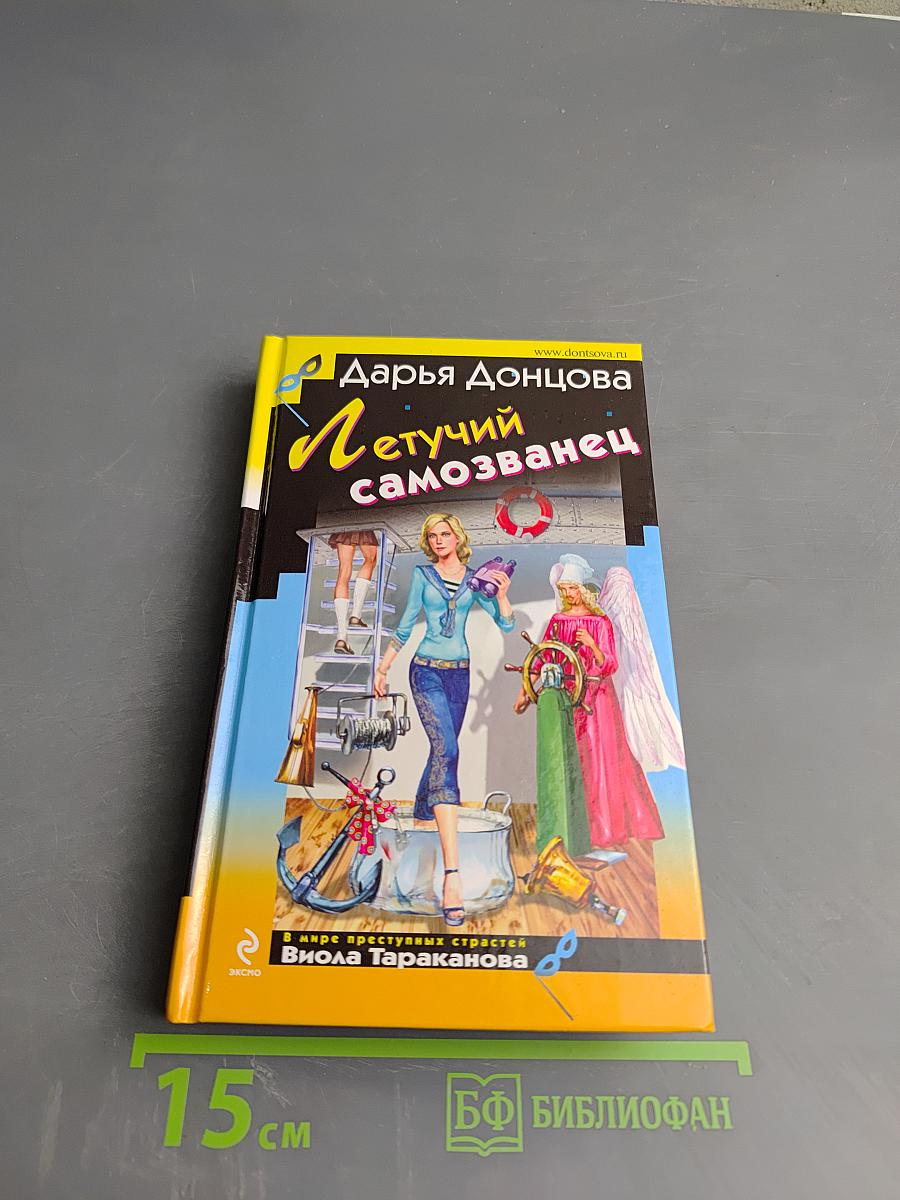 www.dontsova.ru
Дарья Донцова
Летучий
самозванец
В мире преступных страстей
Виола Тараканова
ЭКСМО
15 см
БФ БИБЛИОФАН